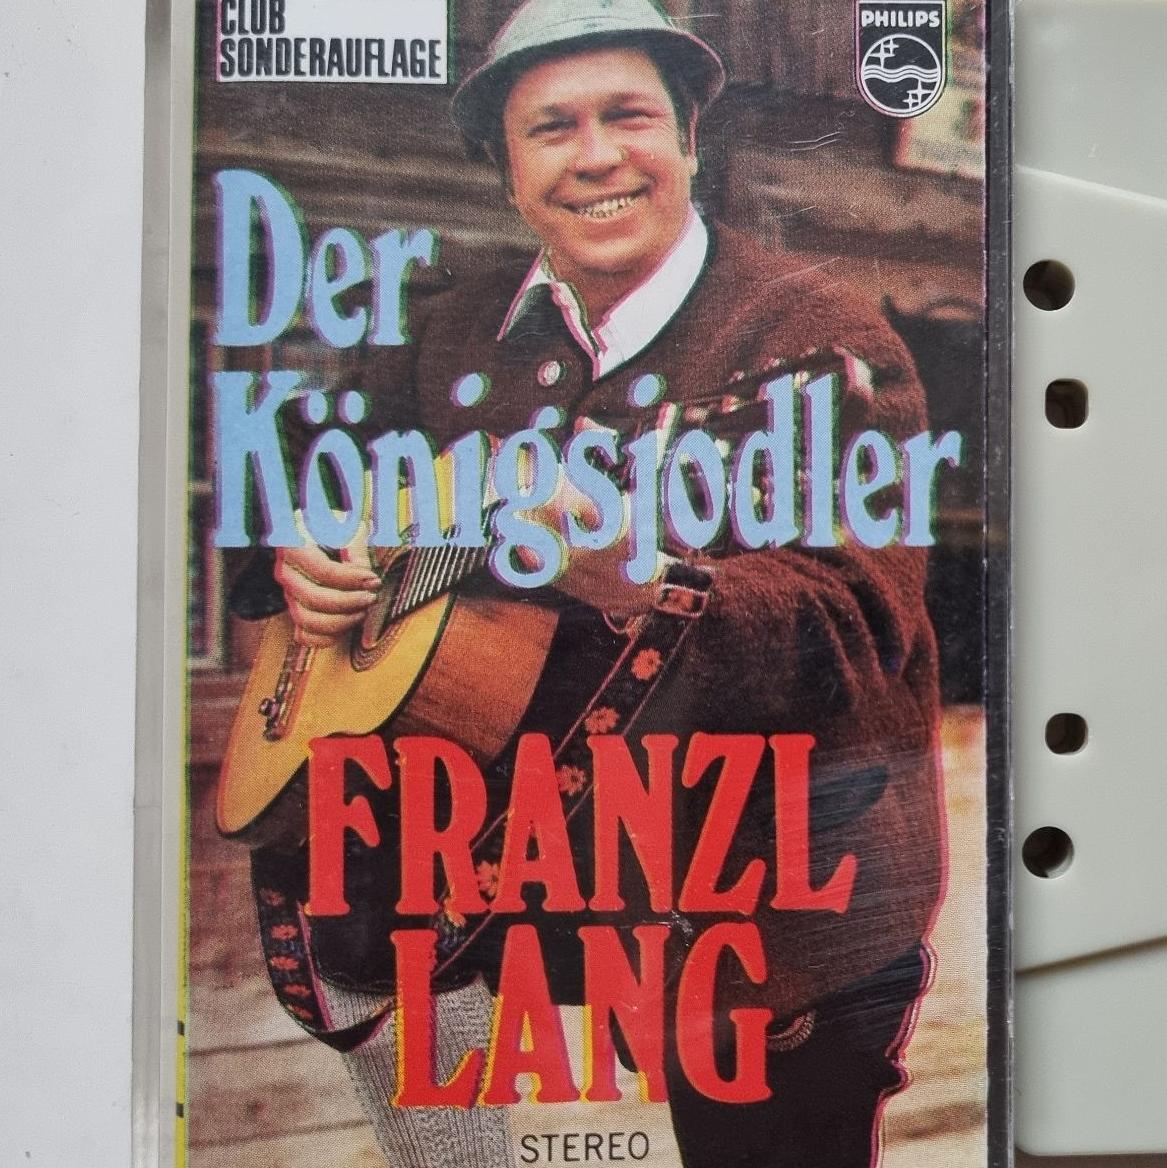 CLUB
SONDERAUFLAGE
PHILIPS
Der
Königsjodler
FRANZL
LANG
STEREO